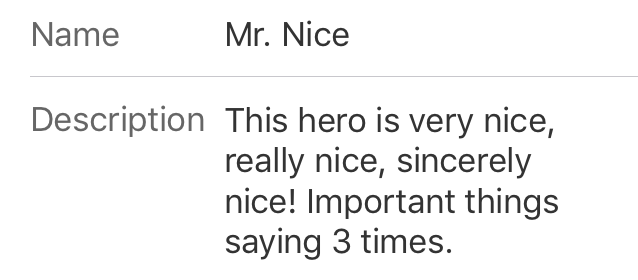 Name Mr. Nice
Description This hero is very nice,
really nice, sincerely
nice! Important things
saying 3 times.